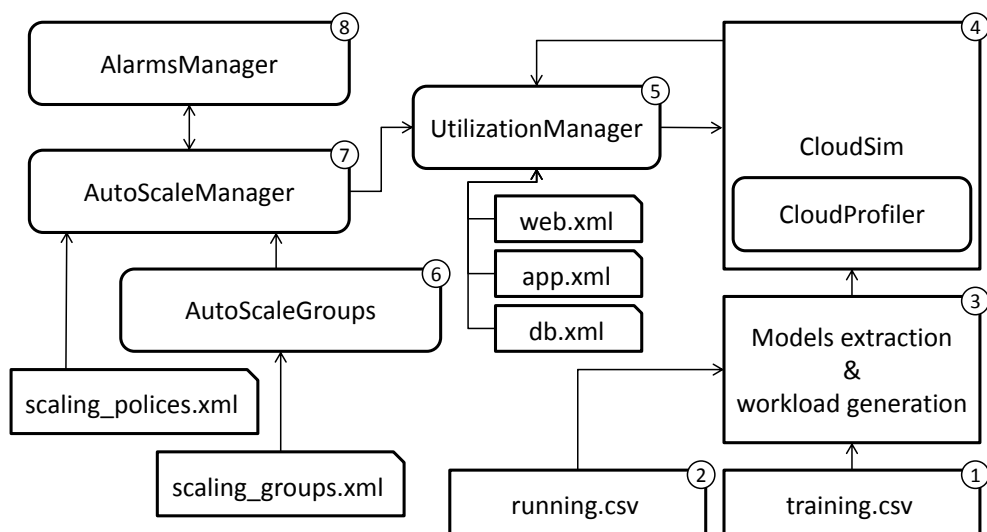 8
AlarmsManager
7
AutoScaleManager
6
AutoScaleGroups
scaling_polices.xml
scaling_groups.xml
5
UtilizationManager
web.xml
app.xml
db.xml
4
CloudSim
CloudProfiler
3
Models extraction
&
workload generation
2
running.csv
1
training.csv